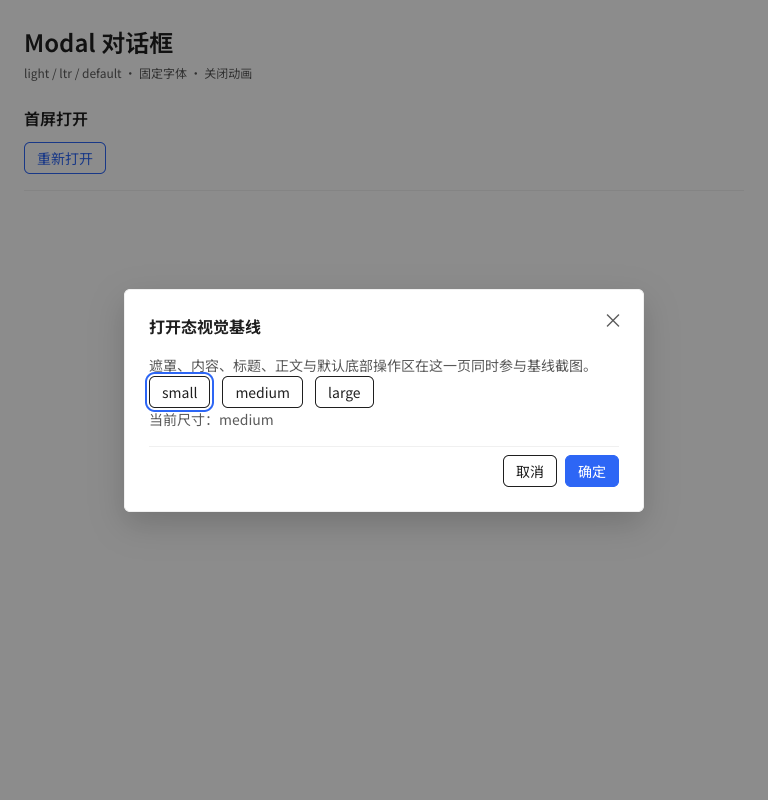 Modal 对话框
light / ltr / default · 固定字体 · 关闭动画
首屏打开
重新打开
打开态视觉基线
遮罩、内容、标题、正文与默认底部操作区在这一页同时参与基线截图。
small medium large
当前尺寸：medium
取消 确定